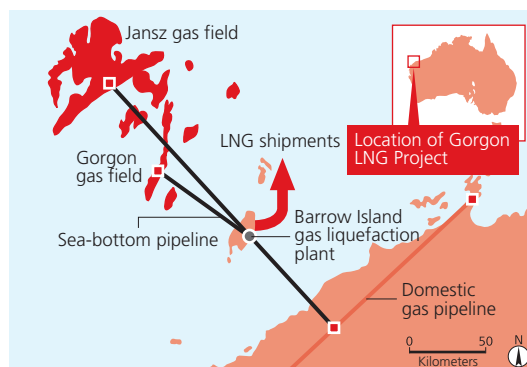 Jansz gas field
Location of Gorgon
LNG Project
LNG shipments
Gorgon
gas field
Sea-bottom pipeline
Barrow Island
gas liquefaction
plant
Domestic
gas pipeline
0 50
Kilometers
N